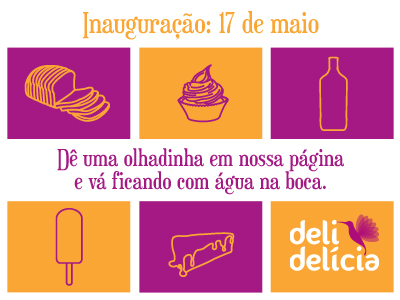 Inauguração: 17 de maio
Dê uma olhadinha em nossa página
e vá ficando com água na boca.
deli
delícia